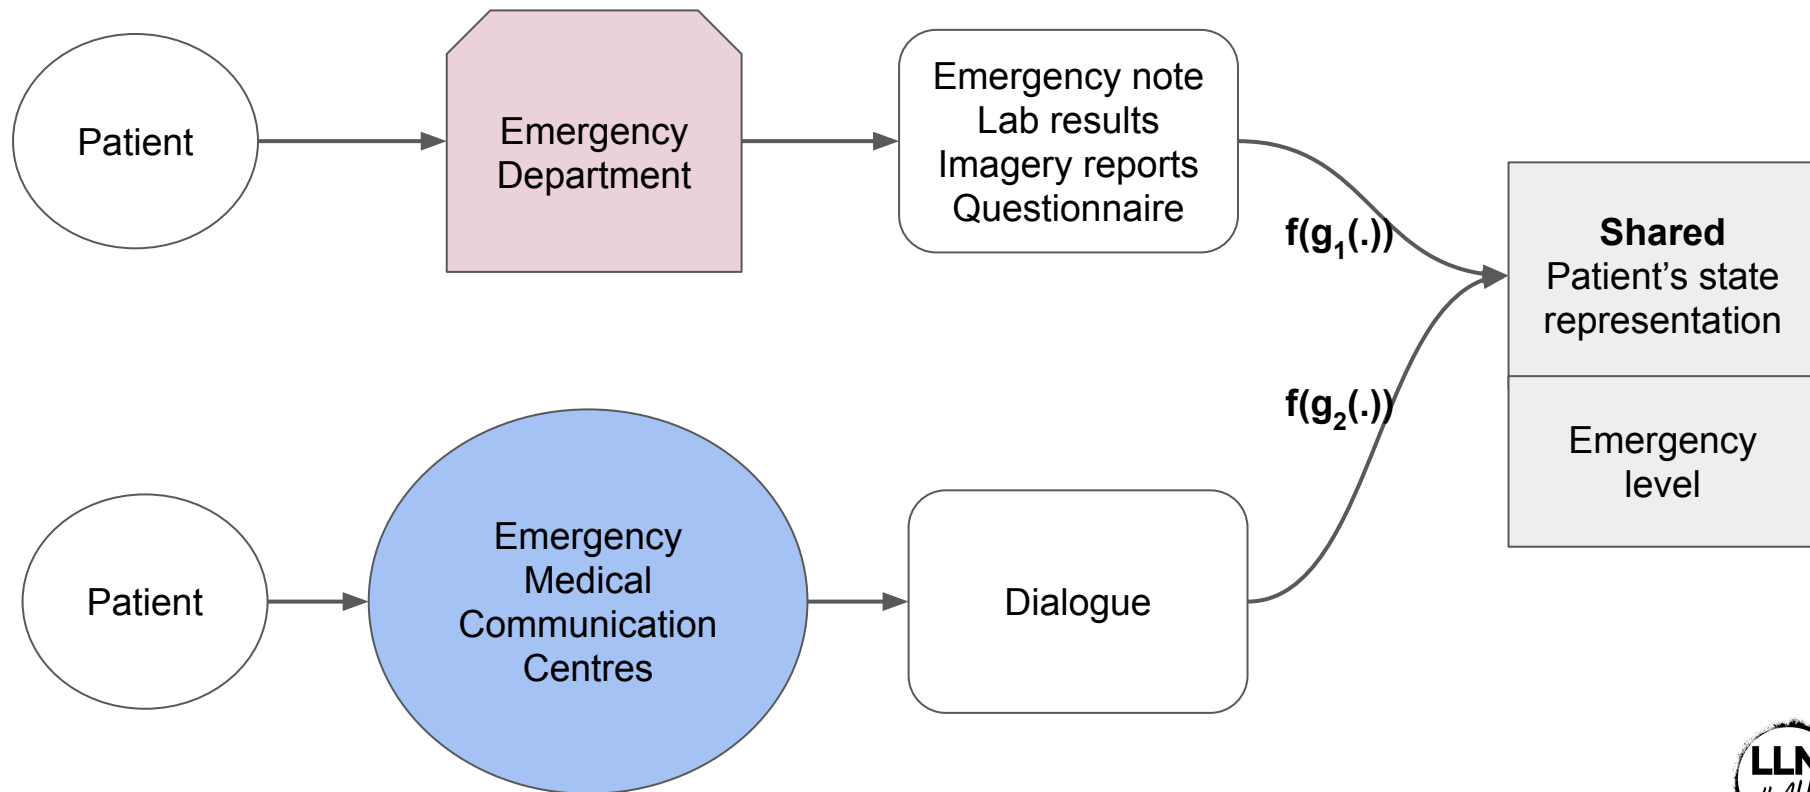 Patient
Emergency
Department
Emergency note
Lab results
Imagery reports
Questionnaire
f(g₁(.))
Shared
Patient's state
representation
f(g₂(.))
Emergency
level
Patient
Emergency
Medical
Communication
Centres
Dialogue